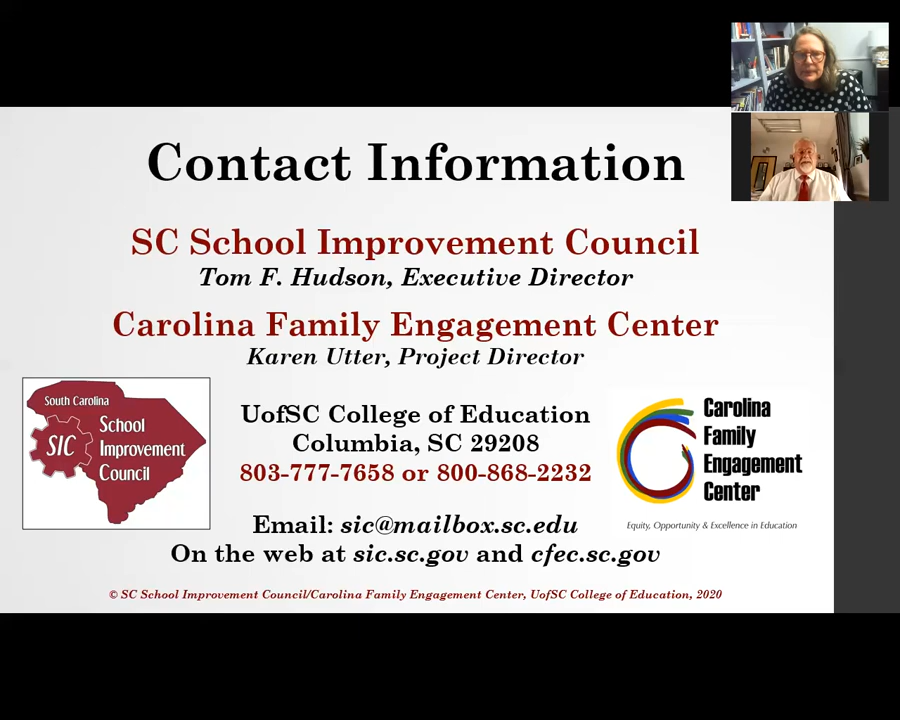 Contact Information
SC School Improvement Council
Tom F. Hudson, Executive Director
Carolina Family Engagement Center
Karen Utter, Project Director
South Carolina
SIC
School
Improvement
Council
UofSC College of Education
Columbia, SC 29208
803-777-7658 or 800-868-2232
Carolina
Family
Engagement
Center
Equity, Opportunity & Excellence in Education
Email: sic@mailbox.sc.edu
On the web at sic.sc.gov and cfec.sc.gov
© SC School Improvement Council/Carolina Family Engagement Center, UofSC College of Education, 2020